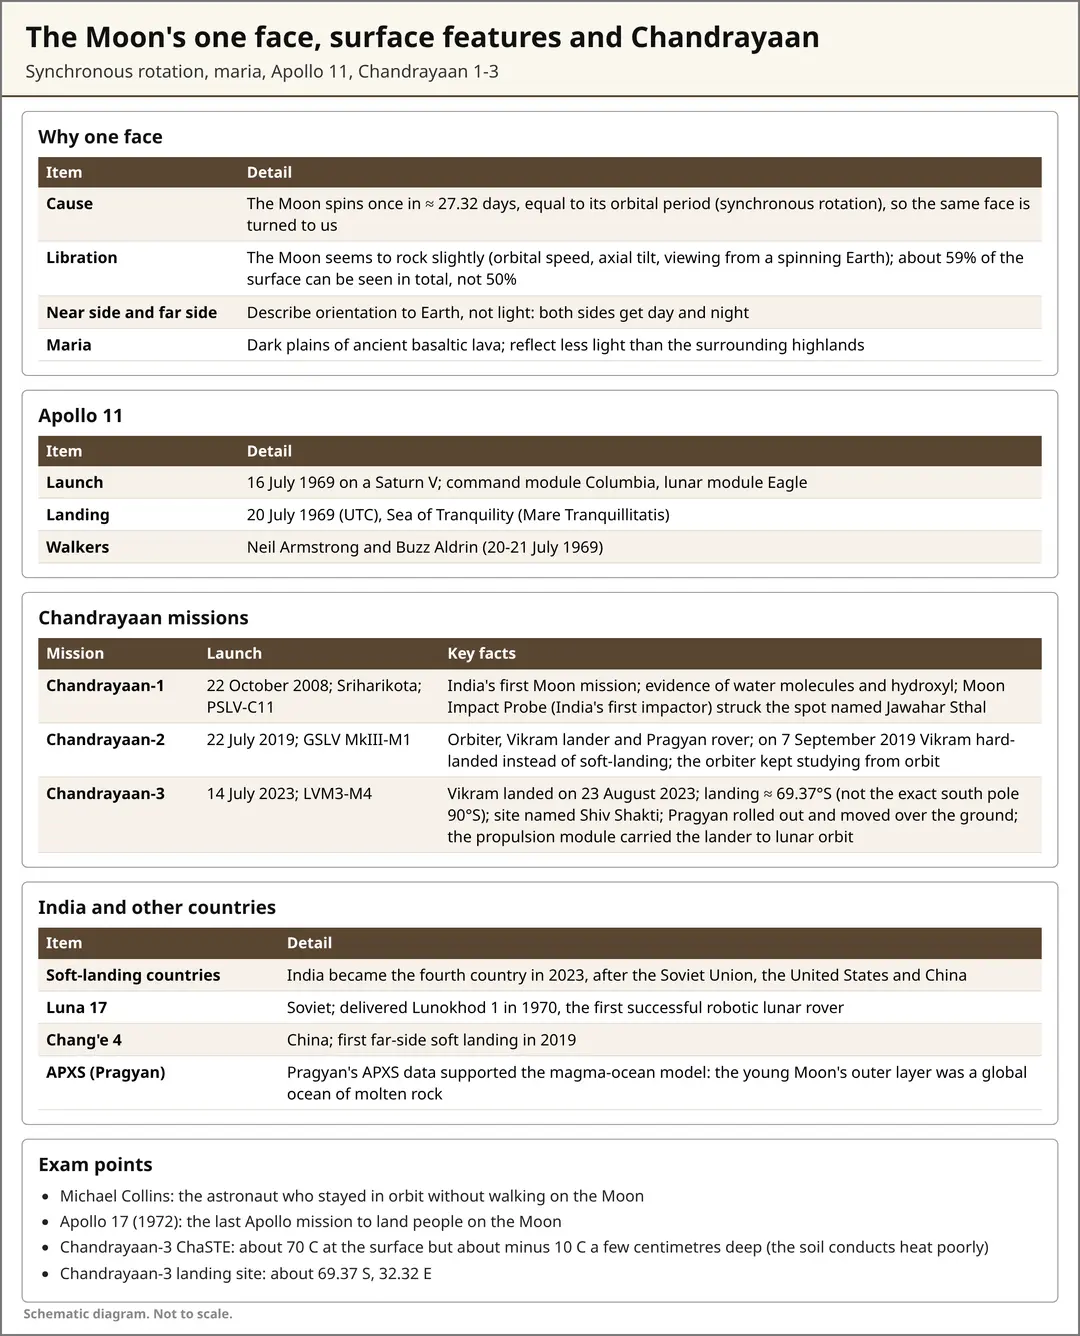 The Moon's one face, surface features and Chandrayaan
Synchronous rotation, maria, Apollo 11, Chandrayaan 1-3
Why one face
Item Detail
Cause The Moon spins once in ≈ 27.32 days, equal to its orbital period (synchronous rotation), so the same face is
turned to us
Libration The Moon seems to rock slightly (orbital speed, axial tilt, viewing from a spinning Earth); about 59% of the
surface can be seen in total, not 50%
Near side and far side Describe orientation to Earth, not light: both sides get day and night
Maria Dark plains of ancient basaltic lava; reflect less light than the surrounding highlands
Apollo 11
Item Detail
Launch 16 July 1969 on a Saturn V; command module Columbia, lunar module Eagle
Landing 20 July 1969 (UTC), Sea of Tranquility (Mare Tranquillitatis)
Walkers Neil Armstrong and Buzz Aldrin (20-21 July 1969)
Chandrayaan missions
Mission Launch Key facts
Chandrayaan-1 22 October 2008; Sriharikota; India's first Moon mission; evidence of water molecules and hydroxyl; Moon
PSLV-C11 Impact Probe (India's first impactor) struck the spot named Jawahar Sthal
Chandrayaan-2 22 July 2019; GSLV MkIII-M1 Orbiter, Vikram lander and Pragyan rover; on 7 September 2019 Vikram hard-
landed instead of soft-landing; the orbiter kept studying from orbit
Chandrayaan-3 14 July 2023; LVM3-M4 Vikram landed on 23 August 2023; landing ≈ 69.37°S (not the exact south pole
90°S); site named Shiv Shakti; Pragyan rolled out and moved over the ground;
the propulsion module carried the lander to lunar orbit
India and other countries
Item Detail
Soft-landing countries India became the fourth country in 2023, after the Soviet Union, the United States and China
Luna 17 Soviet; delivered Lunokhod 1 in 1970, the first successful robotic lunar rover
Chang'e 4 China; first far-side soft landing in 2019
APXS (Pragyan) Pragyan's APXS data supported the magma-ocean model: the young Moon's outer layer was a global
ocean of molten rock
Exam points
• Michael Collins: the astronaut who stayed in orbit without walking on the Moon
• Apollo 17 (1972): the last Apollo mission to land people on the Moon
• Chandrayaan-3 ChaSTE: about 70 C at the surface but about minus 10 C a few centimetres deep (the soil conducts heat poorly)
• Chandrayaan-3 landing site: about 69.37 S, 32.32 E
Schematic diagram. Not to scale.